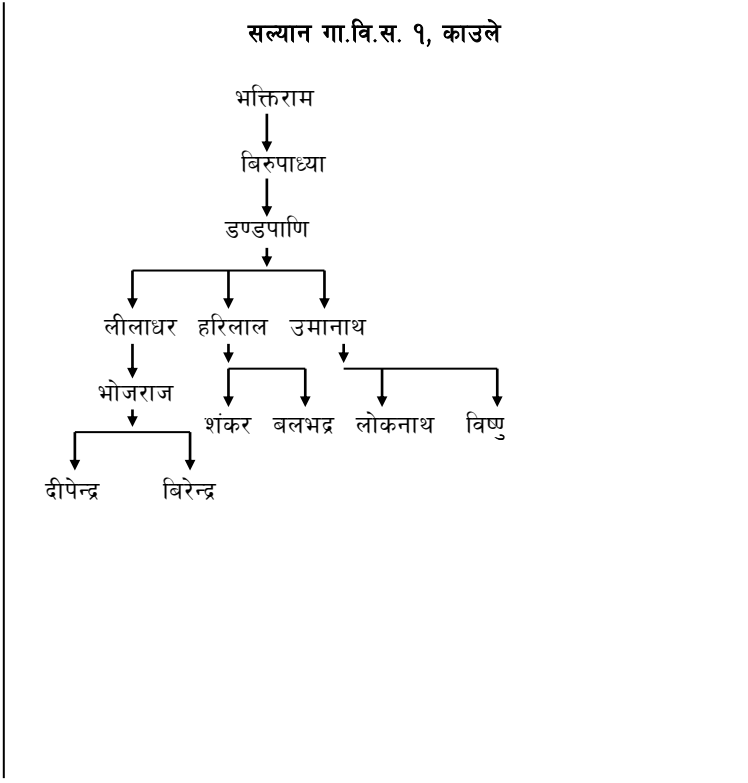 सल्यान गा.वि.स. १, काउले
भक्तिराम
बिरुपाध्या
डण्डपाणि
लीलाधर हरिलाल उमानाथ
भोजराज
शंकर बलभद्र लोकनाथ विष्णु
दीपेन्द्र बिरेन्द्र